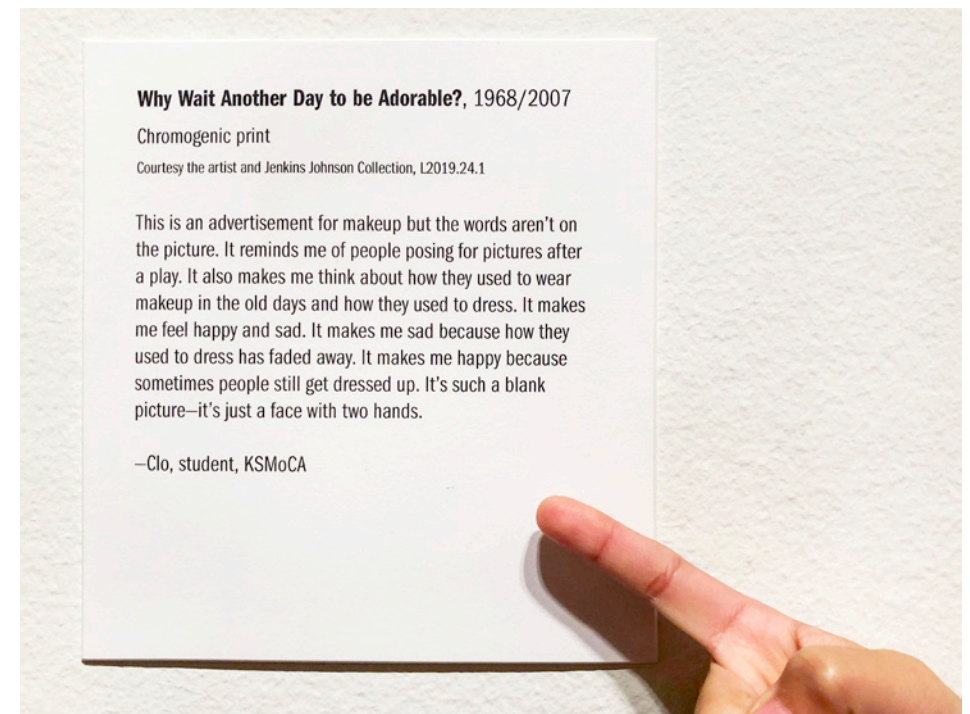 Why Wait Another Day to be Adorable?, 1968/2007
Chromogenic print
Courtesy the artist and Jenkins Johnson Collection, L2019.24.1
This is an advertisement for makeup but the words aren't on
the picture. It reminds me of people posing for pictures after
a play. It also makes me think about how they used to wear
makeup in the old days and how they used to dress. It makes
me feel happy and sad. It makes me sad because how they
used to dress has faded away. It makes me happy because
sometimes people still get dressed up. It's such a blank
picture—it's just a face with two hands.
—Clo, student, KSMoCA